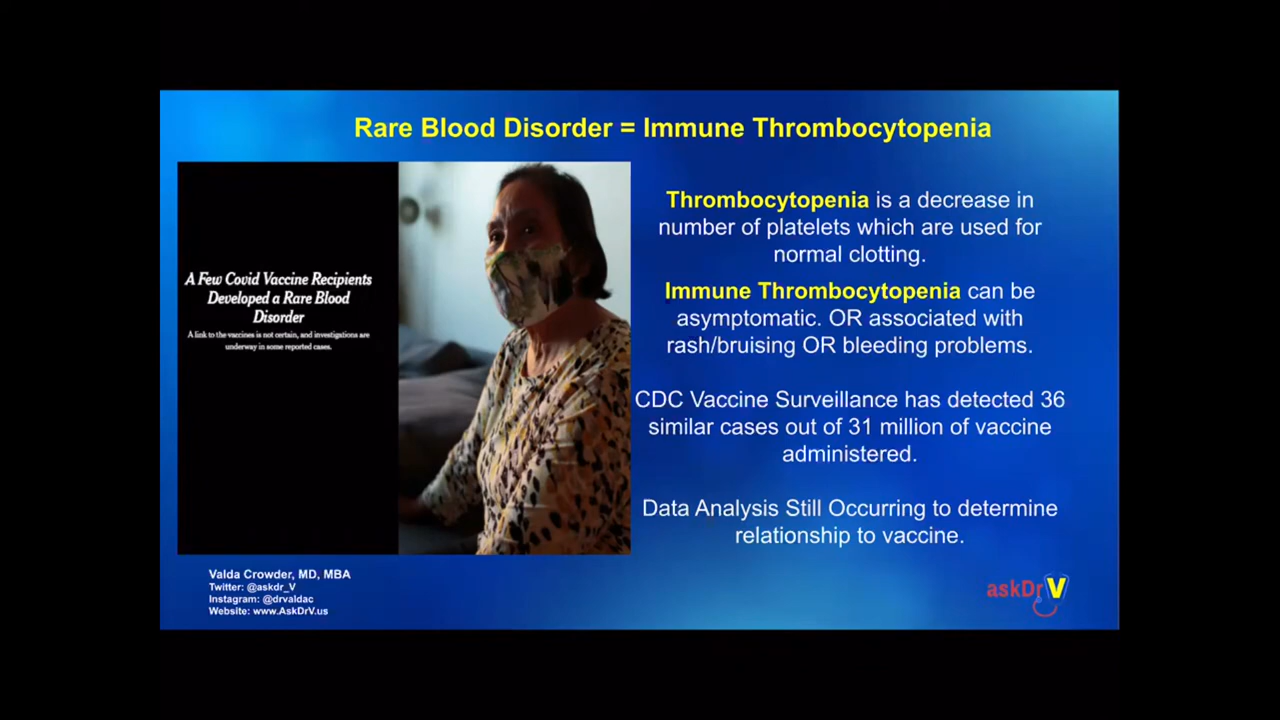 Rare Blood Disorder = Immune Thrombocytopenia
A Few Covid Vaccine Recipients
Developed a Rare Blood
Disorder
A link to the vaccines is not certain, and investigations are
underway in some reported cases.
Thrombocytopenia is a decrease in
number of platelets which are used for
normal clotting.
Immune Thrombocytopenia can be
asymptomatic. OR associated with
rash/bruising OR bleeding problems.
CDC Vaccine Surveillance has detected 36
similar cases out of 31 million of vaccine
administered.
Data Analysis Still Occurring to determine
relationship to vaccine.
Valda Crowder, MD, MBA
Twitter: @askdr_V
Instagram: @drvaldac
Website: www.AskDrV.us
askDrV